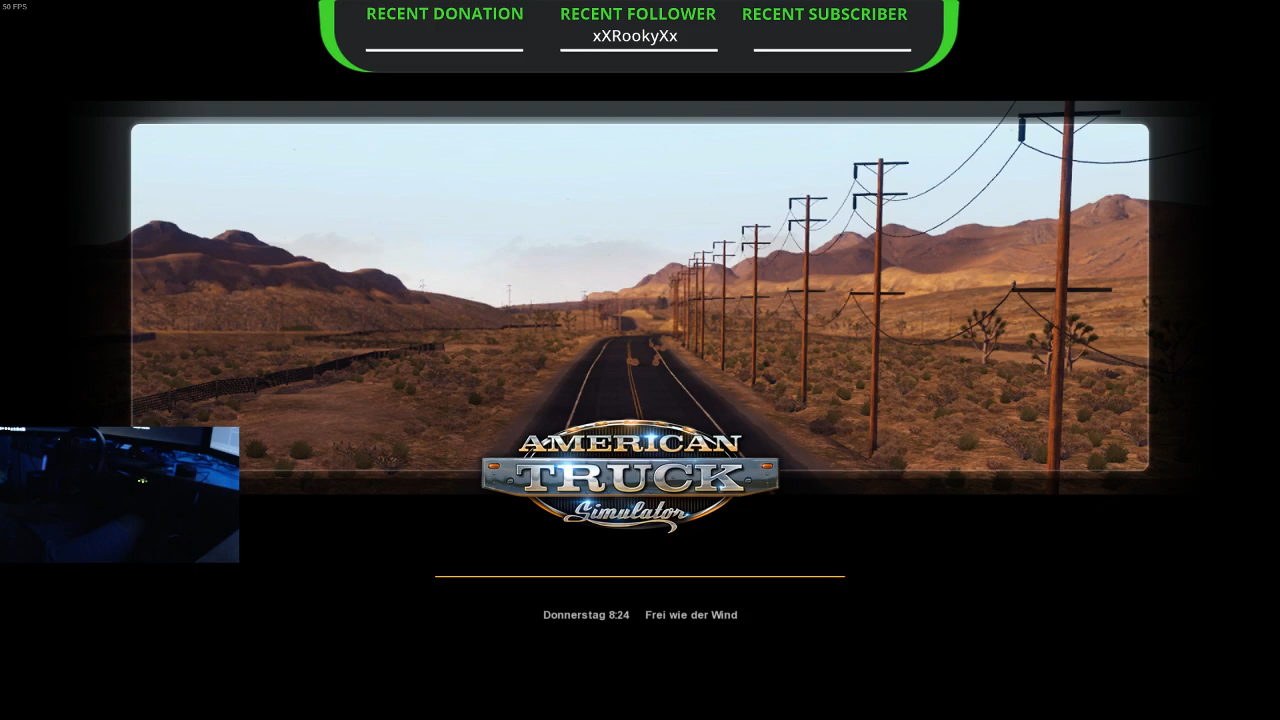 50 FPS
RECENT DONATION RECENT FOLLOWER RECENT SUBSCRIBER
xXRookyXx
AMERICAN
TRUCK
Simulator
Donnerstag 8:24 Frei wie der Wind